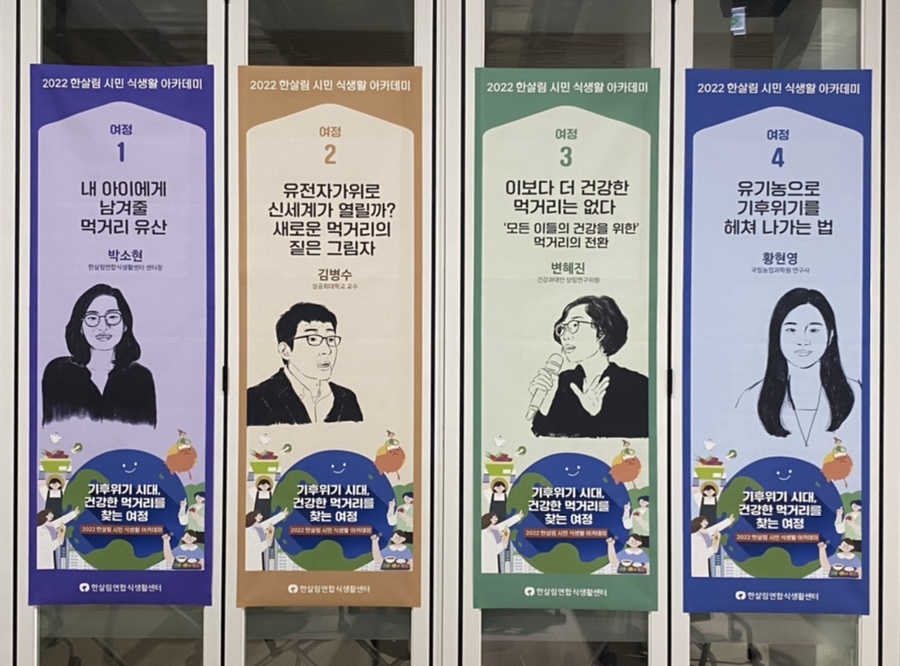 2022 한살림 시민 식생활 아카데미
여정
1
내 아이에게
남겨줄
먹거리 유산
박소현
한살림연합식생활센터 센터장
기후위기 시대,
건강한 먹거리를
찾는 여정
2022 한살림 시민 식생활 아카데미
한살림연합식생활센터
2022 한살림 시민 식생활 아카데미
여정
2
유전자가위로
신세계가 열릴까?
새로운 먹거리의
짙은 그림자
김병수
성공회대학교 교수
기후위기 시대,
건강한 먹거리를
찾는 여정
2022 한살림 시민 식생활 아카데미
한살림연합식생활센터
2022 한살림 시민 식생활 아카데미
여정
3
이보다 더 건강한
먹거리는 없다
‘모든 이들의 건강을 위한’
먹거리의 전환
변혜진
건강과대안 상임연구위원
기후위기 시대,
건강한 먹거리를
찾는 여정
2022 한살림 시민 식생활 아카데미
한살림연합식생활센터
2022 한살림 시민 식생활 아카데미
여정
4
유기농으로
기후위기를
헤쳐 나가는 법
황현영
국립농업과학원 연구사
기후위기 시대,
건강한 먹거리를
찾는 여정
2022 한살림 시민 식생활 아카데미
한살림연합식생활센터